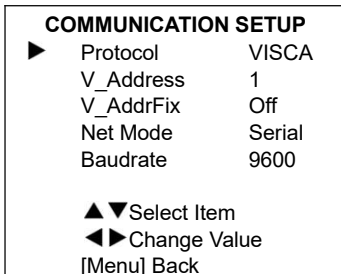 COMMUNICATION SETUP
▶ Protocol VISCA
V_Address 1
V_AddrFix Off
Net Mode Serial
Baudrate 9600
▲▼Select Item
◀▶Change Value
[Menu] Back